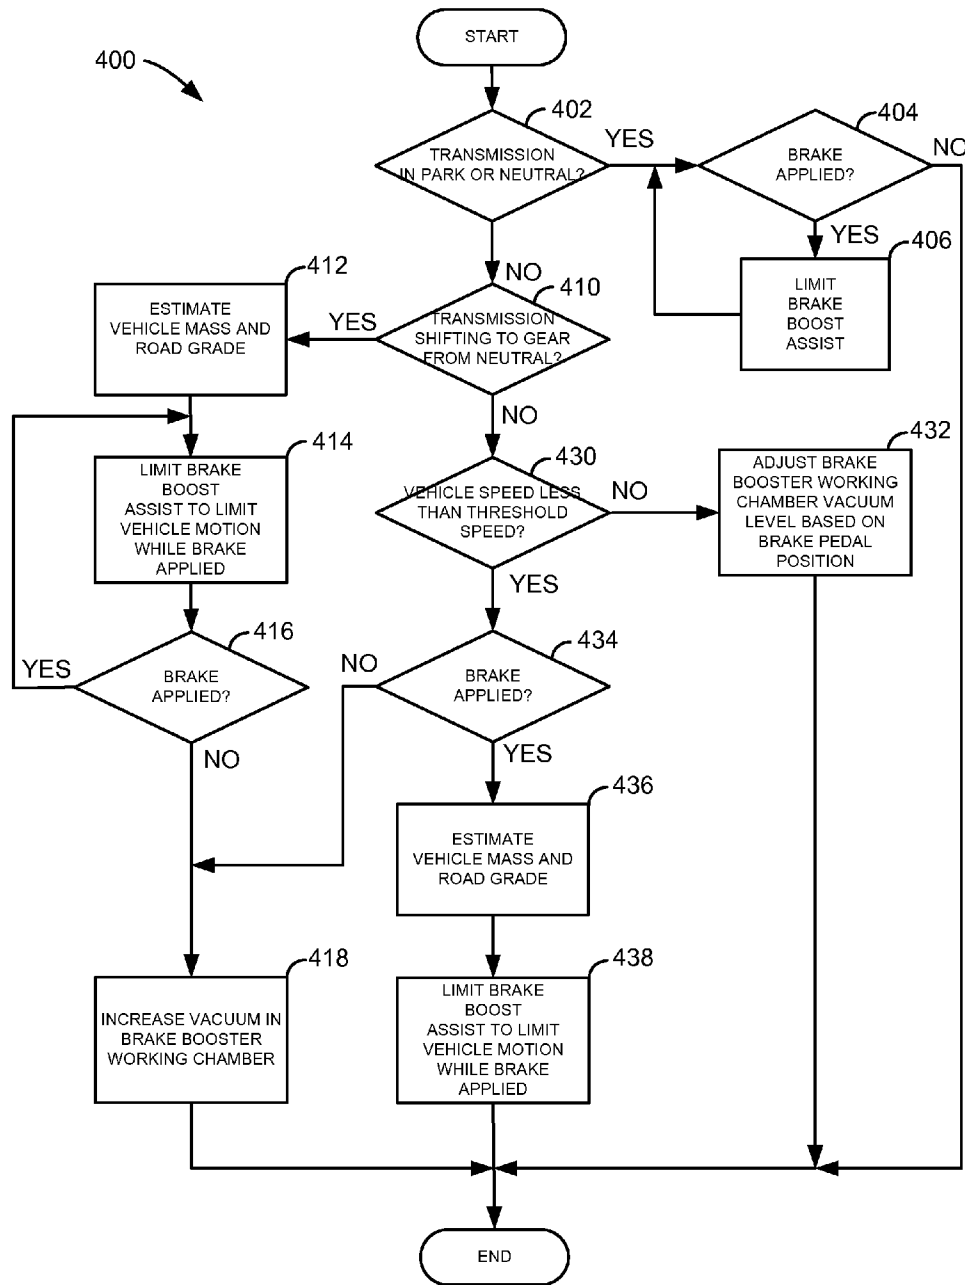 START
400
402
TRANSMISSION
IN PARK OR NEUTRAL?
YES
404
BRAKE
APPLIED?
NO
YES
406
LIMIT
BRAKE
BOOST
ASSIST
NO
410
TRANSMISSION
SHIFTING TO GEAR
FROM NEUTRAL?
YES
412
ESTIMATE
VEHICLE MASS AND
ROAD GRADE
NO
414
LIMIT BRAKE
BOOST
ASSIST TO LIMIT
VEHICLE MOTION
WHILE BRAKE
APPLIED
430
VEHICLE SPEED LESS
THAN THRESHOLD
SPEED?
NO
432
ADJUST BRAKE
BOOSTER WORKING
CHAMBER VACUUM
LEVEL BASED ON
BRAKE PEDAL
POSITION
YES
416
BRAKE
APPLIED?
YES
NO
434
BRAKE
APPLIED?
NO
YES
436
ESTIMATE
VEHICLE MASS AND
ROAD GRADE
418
INCREASE VACUUM IN
BRAKE BOOSTER
WORKING CHAMBER
438
LIMIT BRAKE
BOOST
ASSIST TO LIMIT
VEHICLE MOTION
WHILE BRAKE
APPLIED
END